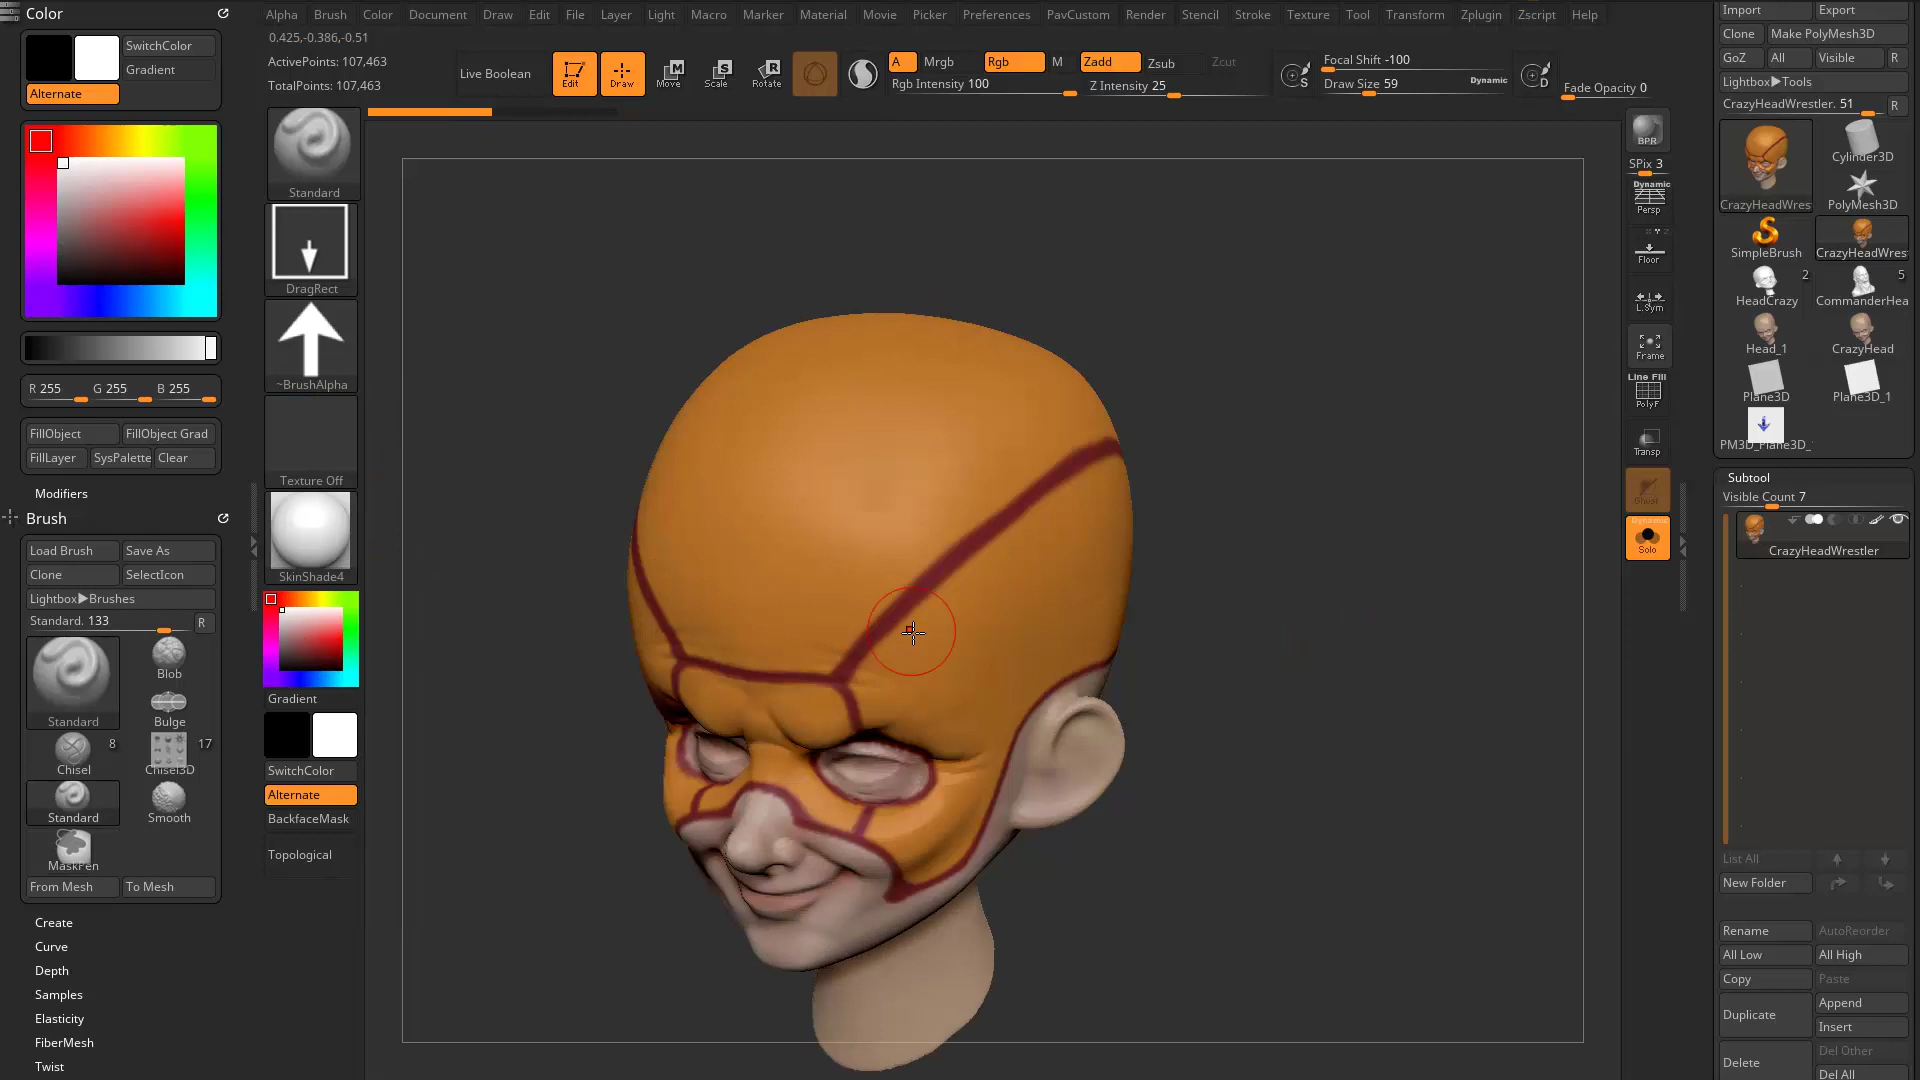 Color
SwitchColor
Gradient
Alternate
R 255 G 255 B 255
FillObject FillObject Grad
FillLayer SysPalette Clear
Modifiers
Brush
Load Brush Save As
Clone SelectIcon
Lightbox▶Brushes
Standard. 133 R
Standard
Blob
Bulge
Chisel 8
Chisel3D 17
Standard
Smooth
MaskPen
From Mesh To Mesh
Create
Curve
Depth
Samples
Elasticity
FiberMesh
Twist
Alpha Brush Color Document Draw Edit File Layer Light Macro Marker Material Movie Picker Preferences PavCustom Render Stencil Stroke Texture Tool Transform Zplugin Zscript Help
0.425,-0.386,-0.51
ActivePoints: 107,463
TotalPoints: 107,463
Live Boolean
Edit
Draw
M
Move
S
Scale
R
Rotate
A Mrgb Rgb M Zadd Zsub Zcut
Rgb Intensity 100
Z Intensity 25
S
Focal Shift -100
Draw Size 59
Dynamic
D
Fade Opacity 0
Standard
DragRect
~BrushAlpha
Texture Off
SkinShade4
Gradient
SwitchColor
Alternate
BackfaceMask
Topological
BPR
SPix 3
Dynamic
Persp
Floor
L.Sym
Frame
Line Fill
PolyF
Transp
Ghost
Dynamic
Solo
Import Export
Clone Make PolyMesh3D
GoZ All Visible R
Lightbox▶Tools
CrazyHeadWrestler. 51 R
CrazyHeadWres
Cylinder3D
PolyMesh3D
SimpleBrush
CrazyHeadWres
HeadCrazy 2
CommanderHea 5
Head_1
CrazyHead
Plane3D
Plane3D_1
PM3D_Plane3D_
Subtool
Visible Count 7
CrazyHeadWrestler
List All
New Folder
Rename AutoReorder
All Low All High
Copy Paste
Duplicate Append
Insert
Delete Del Other
Del All